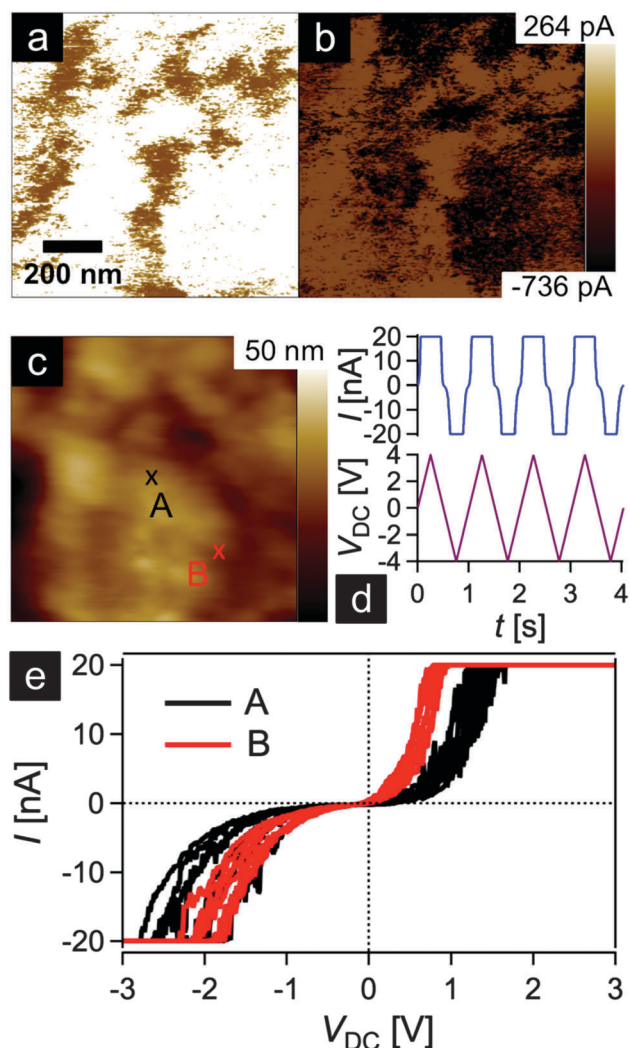 a
b
264 pA
200 nm
-736 pA
c
50 nm
A
B
20
10
0
-10
-20
I [nA]
4
2
0
-2
-4
V_DC [V]
0 1 2 3 4
t [s]
d
e
20
10
0
-10
-20
I [nA]
A
B
-3 -2 -1 0 1 2 3
V_DC [V]